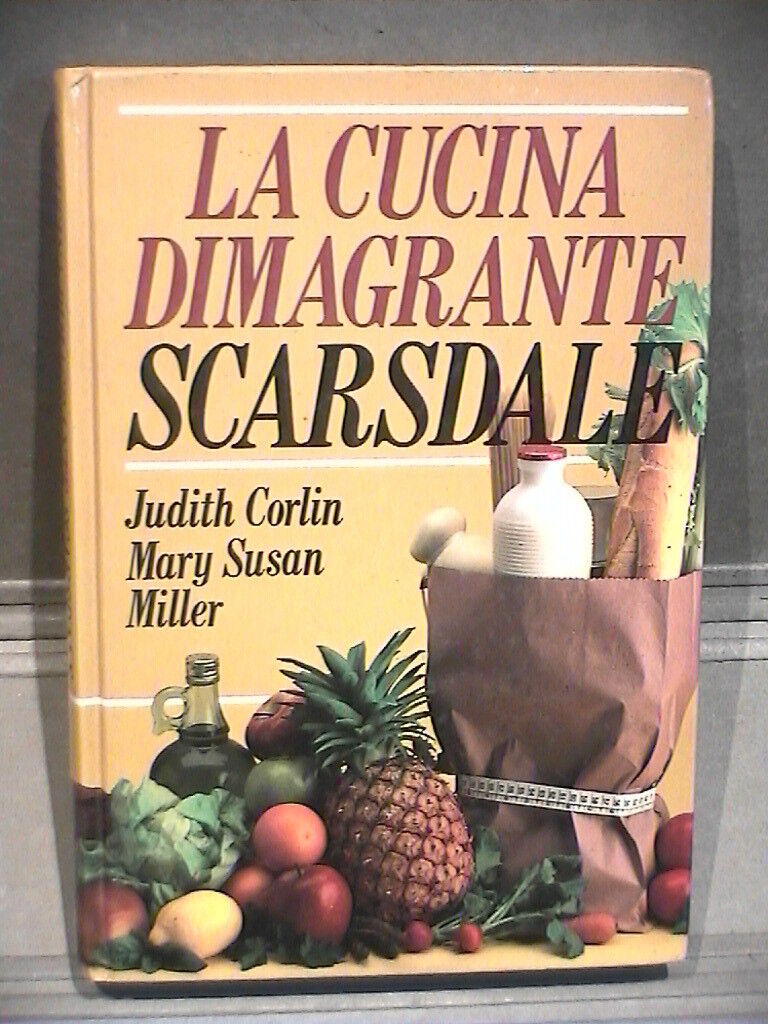 LA CUCINA
DIMAGRANTE
SCARSDALE
Judith Corlin
Mary Susan
Miller